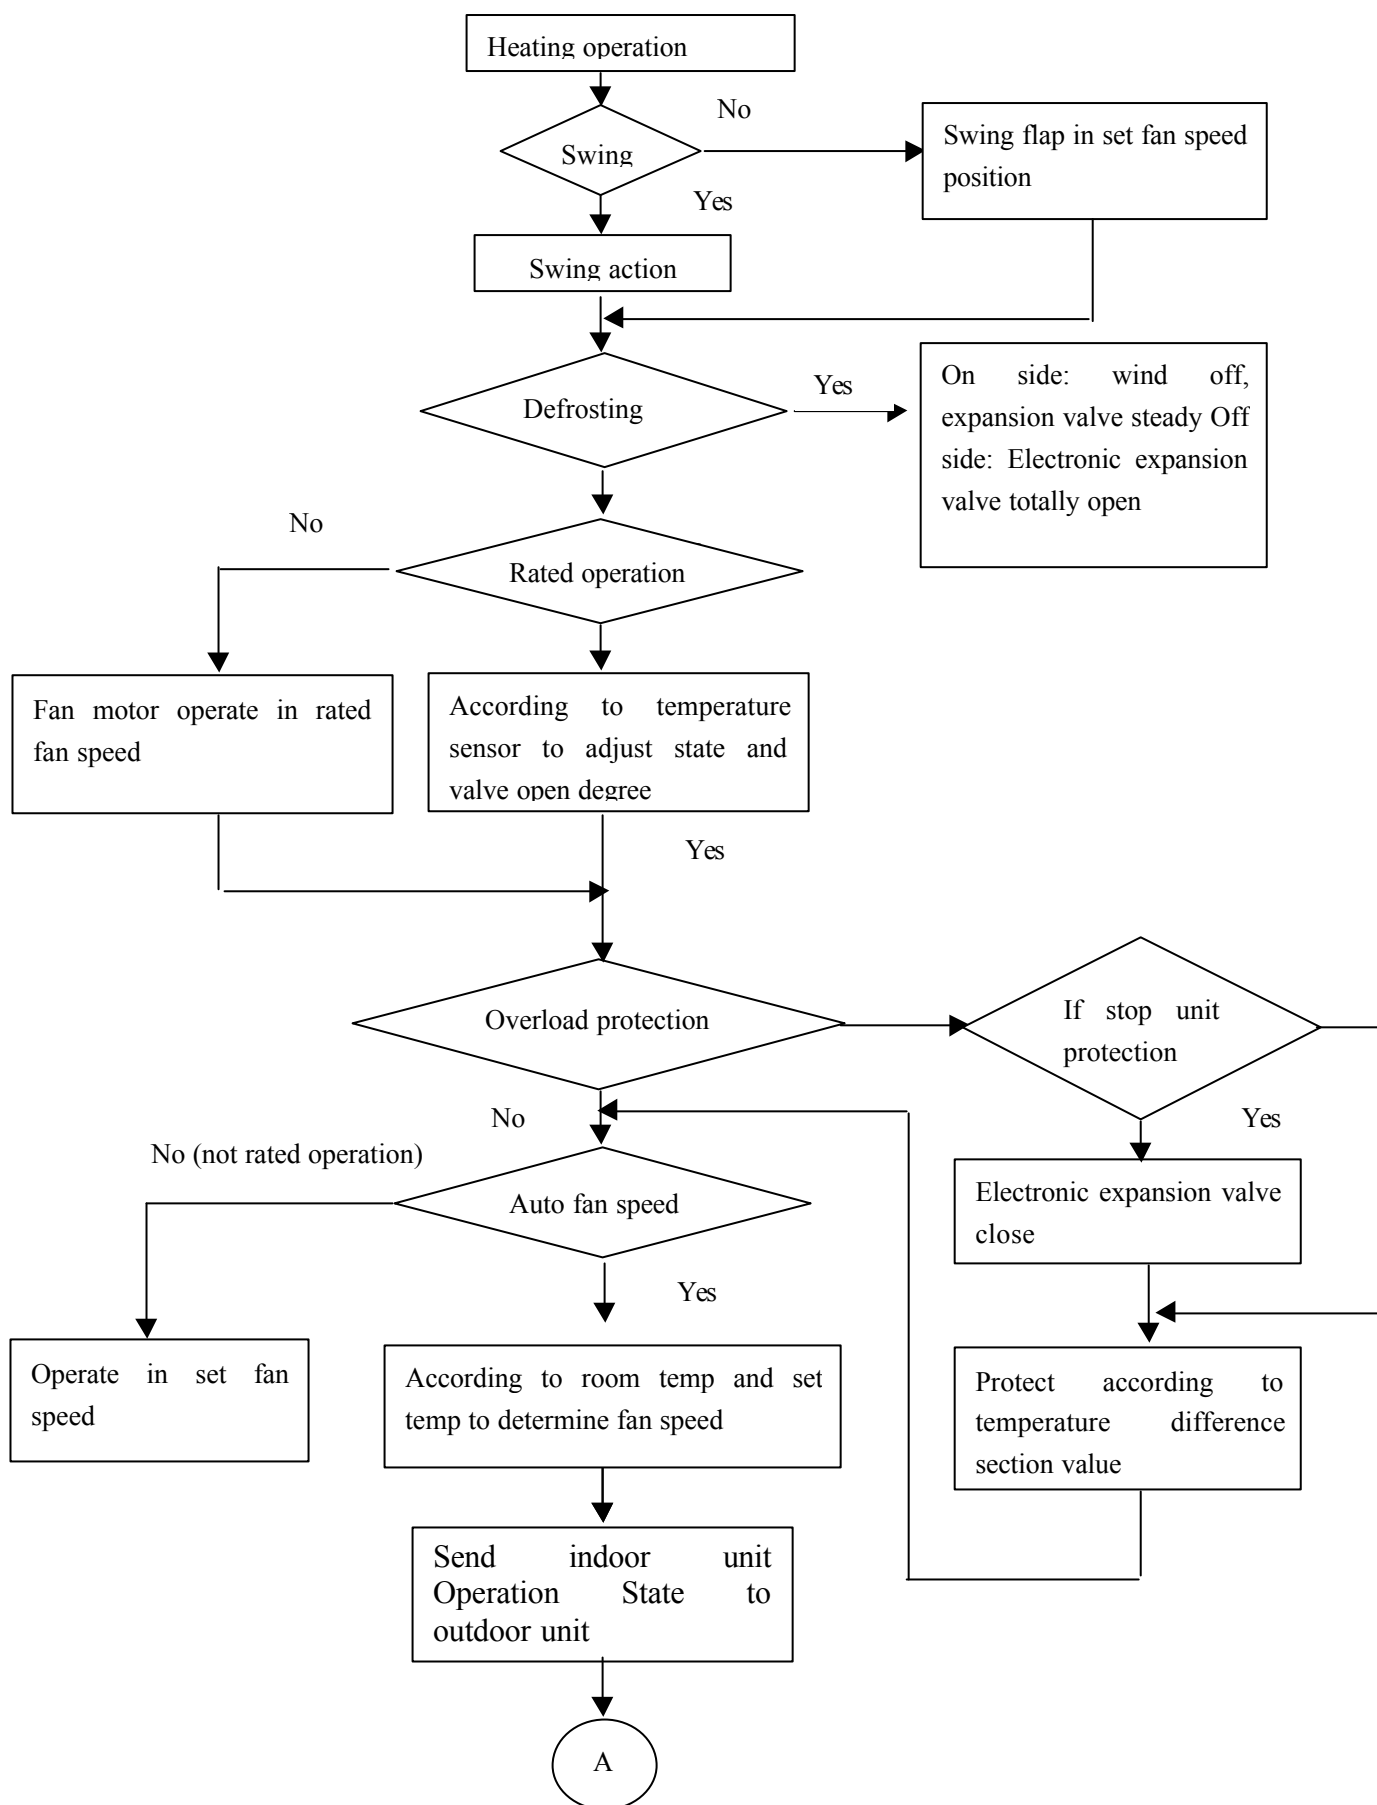 Heating operation
No
Swing
Swing flap in set fan speed
position
Yes
Swing action
Defrosting
Yes
On side: wind off,
expansion valve steady Off
side: Electronic expansion
valve totally open
No
Rated operation
Fan motor operate in rated
fan speed
According to temperature
sensor to adjust state and
valve open degree
Yes
Overload protection
If stop unit
protection
No
Yes
No (not rated operation)
Auto fan speed
Electronic expansion valve
close
Yes
Operate in set fan
speed
According to room temp and set
temp to determine fan speed
Protect according to
temperature difference
section value
Send indoor unit
Operation State to
outdoor unit
A